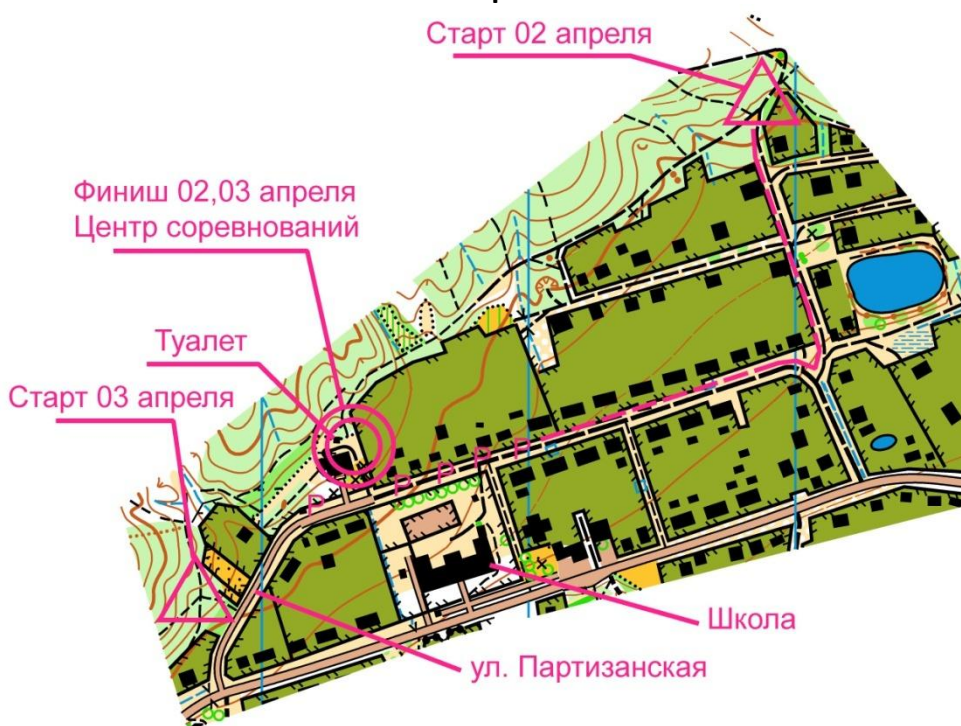 Старт 02 апреля
Финиш 02,03 апреля
Центр соревнований
Туалет
Старт 03 апреля
Р Р Р Р Р
Школа
ул. Партизанская